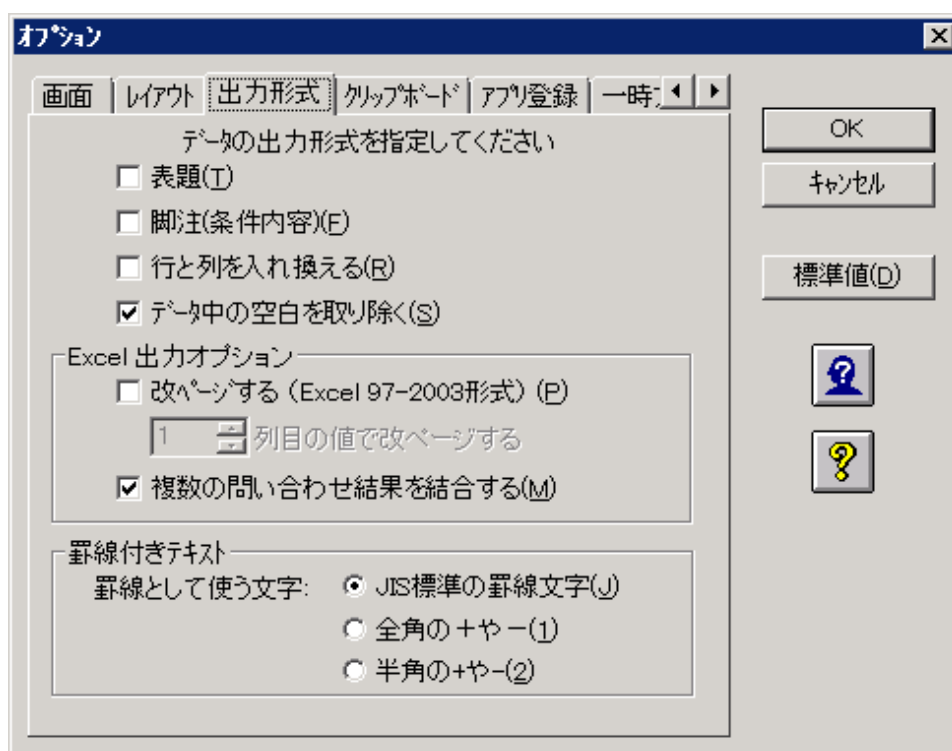 オプション
画面 レイアウト 出力形式 クリップボード アプリ登録 一時
データの出力形式を指定してください
表題(T)
脚注(条件内容)(F)
行と列を入れ換える(R)
データ中の空白を取り除く(S)
Excel 出力オプション
改ページする（Excel 97-2003形式）(P)
1 列目の値で改ページする
複数の問い合わせ結果を結合する(M)
罫線付きテキスト
罫線として使う文字: JIS標準の罫線文字(J)
全角の＋や－(1)
半角の+や-(2)
OK
キャンセル
標準値(D)